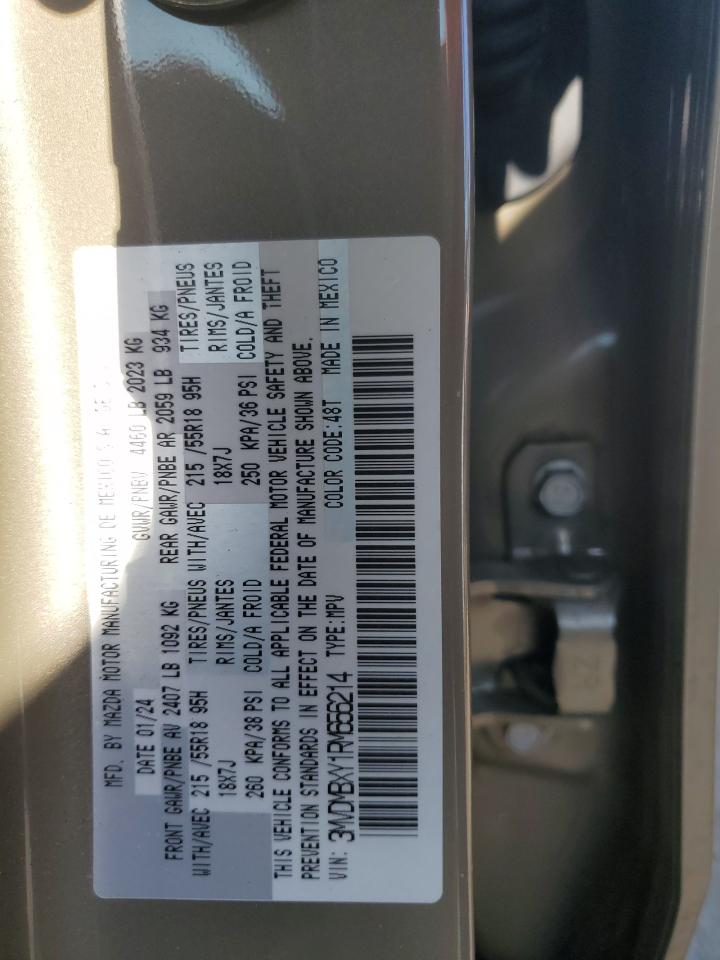 MFD. BY MAZDA MOTOR MANUFACTURING DE MEXICO S.A. DE
DATE 01/24 GVWR/PNBV 4460 LB 2023 KG
FRONT GAWR/PNBE AV 2407 LB 1092 KG REAR GAWR/PNBE AR 2059 LB 934 KG
WITH/AVEC 215 /55R18 95H TIRES/PNEUS WITH/AVEC 215 /55R18 95H TIRES/PNEUS
18X7J RIMS/JANTES 18X7J RIMS/JANTES
260 KPA/38 PSI COLD/A FROID 250 KPA/36 PSI COLD/A FROID
THIS VEHICLE CONFORMS TO ALL APPLICABLE FEDERAL MOTOR VEHICLE SAFETY AND THEFT
PREVENTION STANDARDS IN EFFECT ON THE DATE OF MANUFACTURE SHOWN ABOVE.
VIN: 3MVDMBXY1RM656214 TYPE:MPV COLOR CODE:48T MADE IN MEXICO